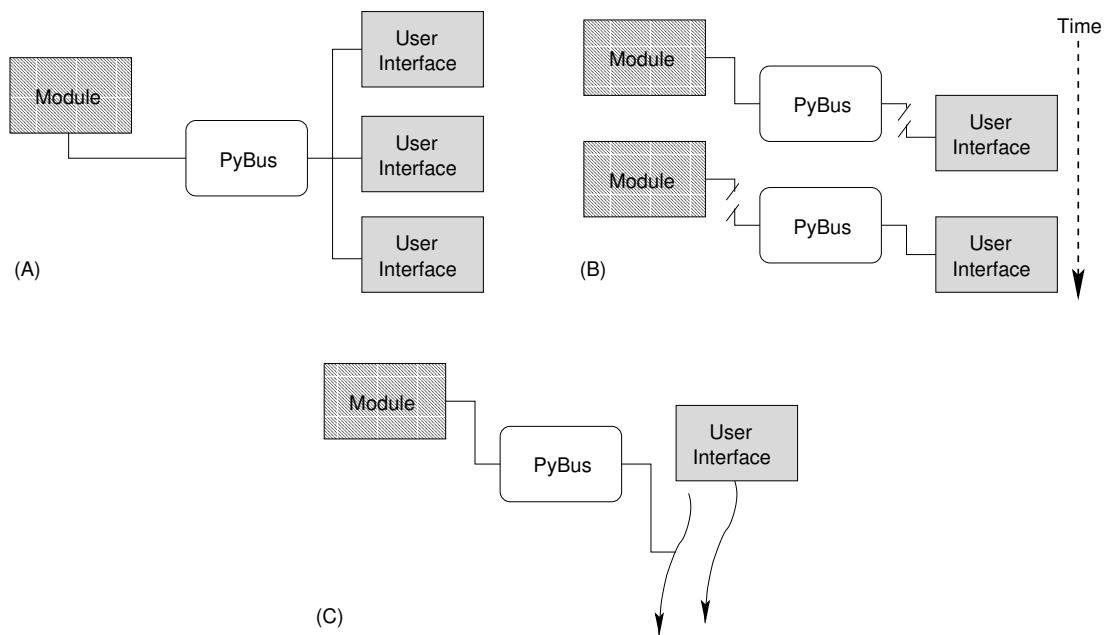 Module
PyBus
User
Interface
User
Interface
User
Interface
(A)
Time
Module
PyBus
User
Interface
Module
PyBus
User
Interface
(B)
Module
PyBus
User
Interface
(C)